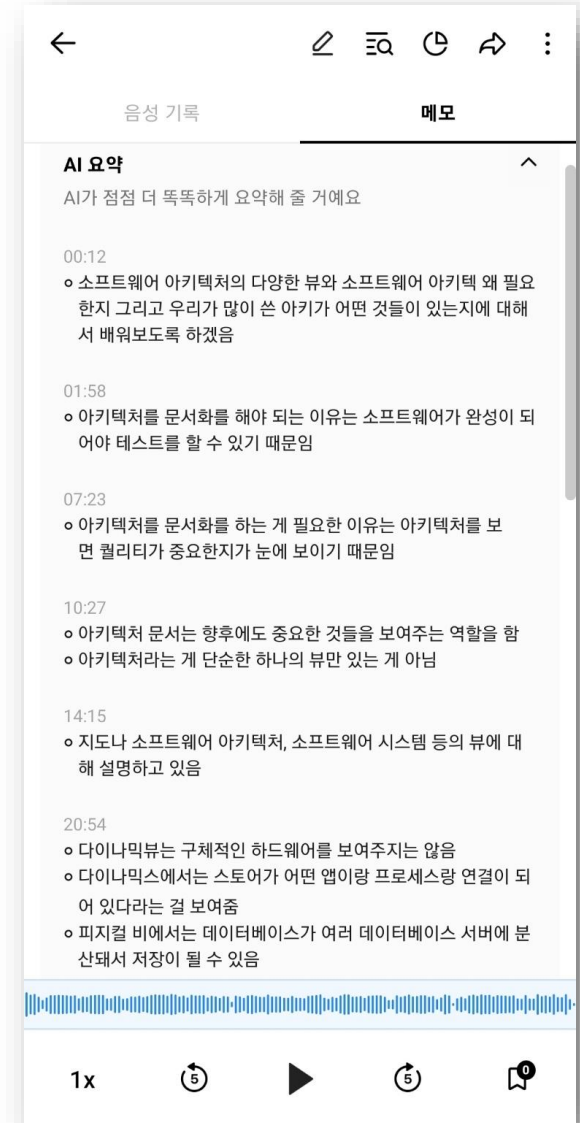 음성 기록
메모
AI 요약
AI가 점점 더 똑똑하게 요약해 줄 거예요
00:12
소프트웨어 아키텍처의 다양한 뷰와 소프트웨어 아키텍 왜 필요
한지 그리고 우리가 많이 쓴 아키가 어떤 것들이 있는지에 대해
서 배워보도록 하겠음
01:58
아키텍처를 문서화를 해야 되는 이유는 소프트웨어가 완성이 되
어야 테스트를 할 수 있기 때문임
07:23
아키텍처를 문서화를 하는 게 필요한 이유는 아키텍처를 보
면 퀄리티가 중요한지가 눈에 보이기 때문임
10:27
아키텍처 문서는 향후에도 중요한 것들을 보여주는 역할을 함
아키텍처라는 게 단순한 하나의 뷰만 있는 게 아님
14:15
지도나 소프트웨어 아키텍처, 소프트웨어 시스템 등의 뷰에 대
해 설명하고 있음
20:54
다이나믹뷰는 구체적인 하드웨어를 보여주지는 않음
다이나믹스에서는 스토어가 어떤 앱이랑 프로세스랑 연결이 되
어 있다라는 걸 보여줌
피지컬 비에서는 데이터베이스가 여러 데이터베이스 서버에 분
산돼서 저장이 될 수 있음
1x
5
5
0